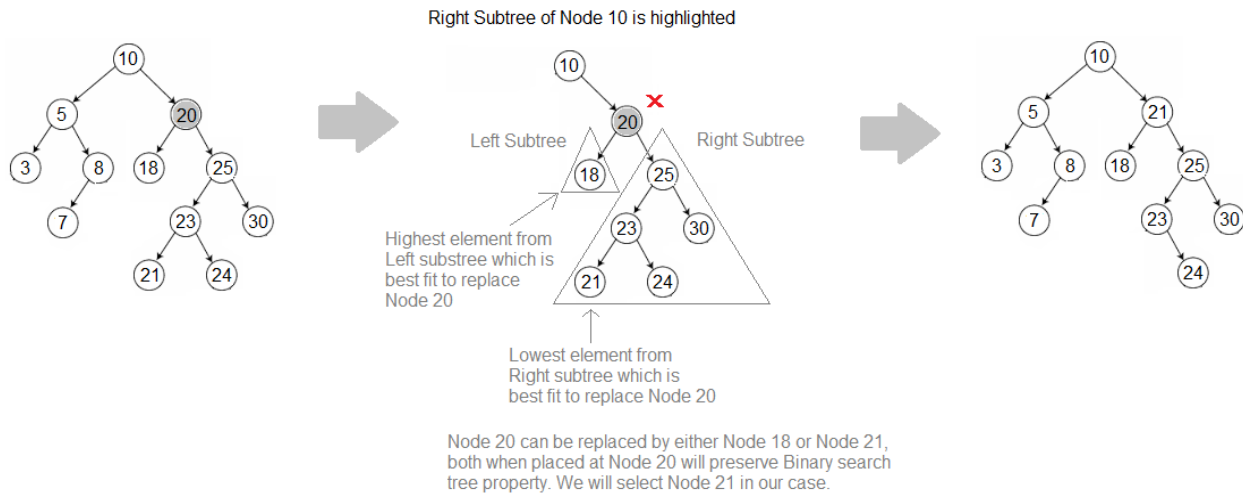 Right Subtree of Node 10 is highlighted
10
5
20
3
8
18
25
7
23
30
21
24
10
20
Left Subtree
Right Subtree
18
25
23
30
21
24
Highest element from
Left substree which is
best fit to replace
Node 20
Lowest element from
Right subtree which is
best fit to replace Node 20
Node 20 can be replaced by either Node 18 or Node 21,
both when placed at Node 20 will preserve Binary search
tree property. We will select Node 21 in our case.
10
5
21
3
8
18
25
7
23
30
24